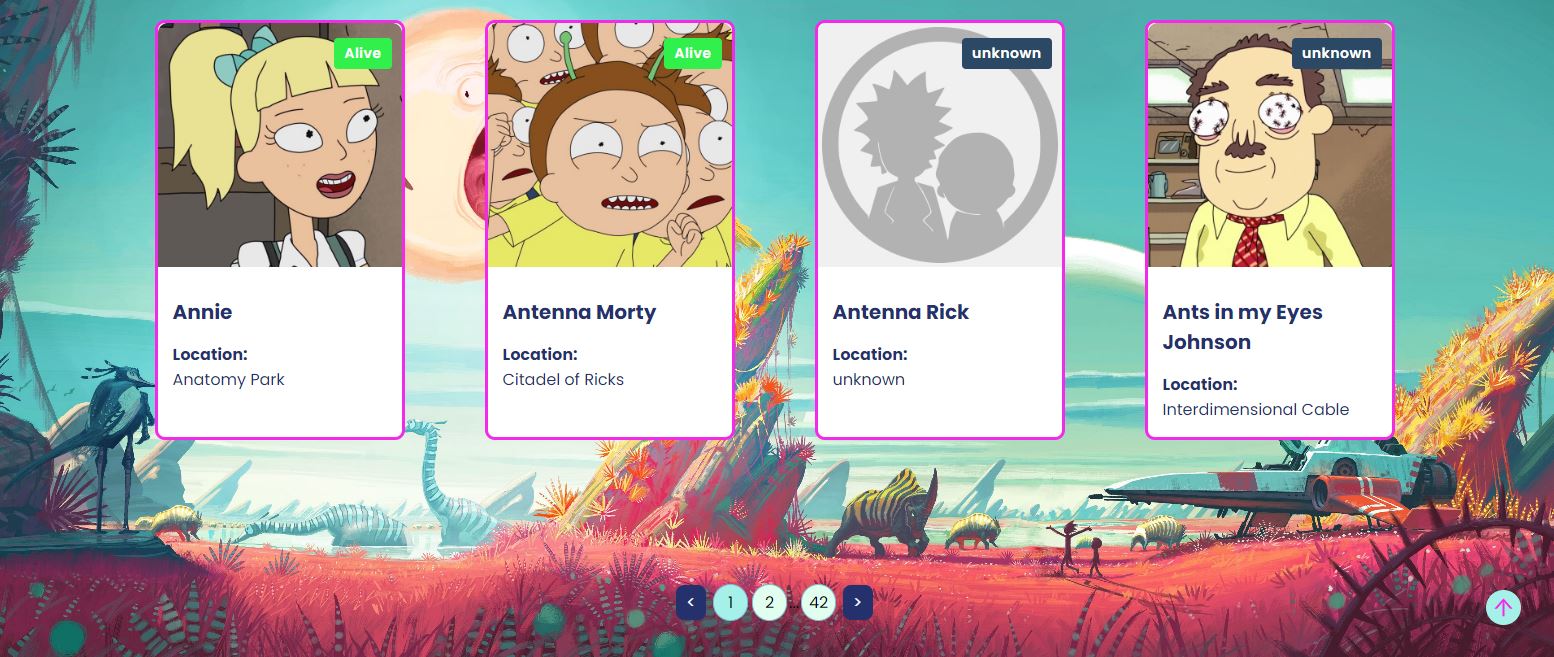 Alive
Alive
unknown
unknown
Annie
Location:
Anatomy Park
Antenna Morty
Location:
Citadel of Ricks
Antenna Rick
Location:
unknown
Ants in my Eyes
Johnson
Location:
Interdimensional Cable
< 1 2 ... 42 >